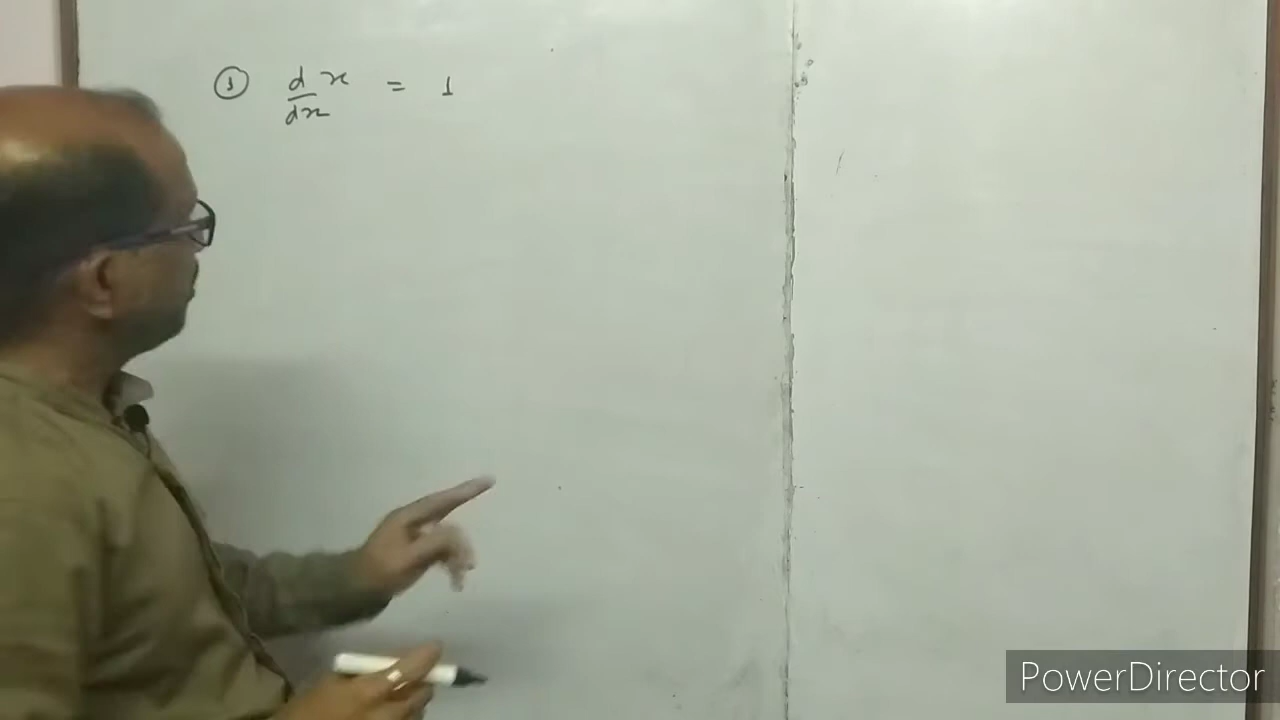 ① d/dx x = 1
PowerDirector